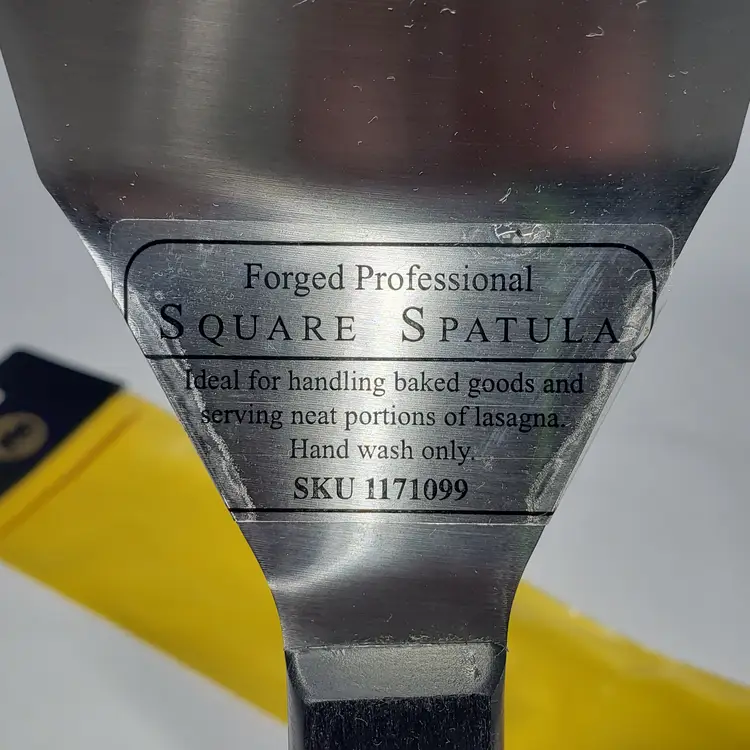 Forged Professional
SQUARE SPATULA
Ideal for handling baked goods and
serving neat portions of lasagna.
Hand wash only.
SKU 1171099